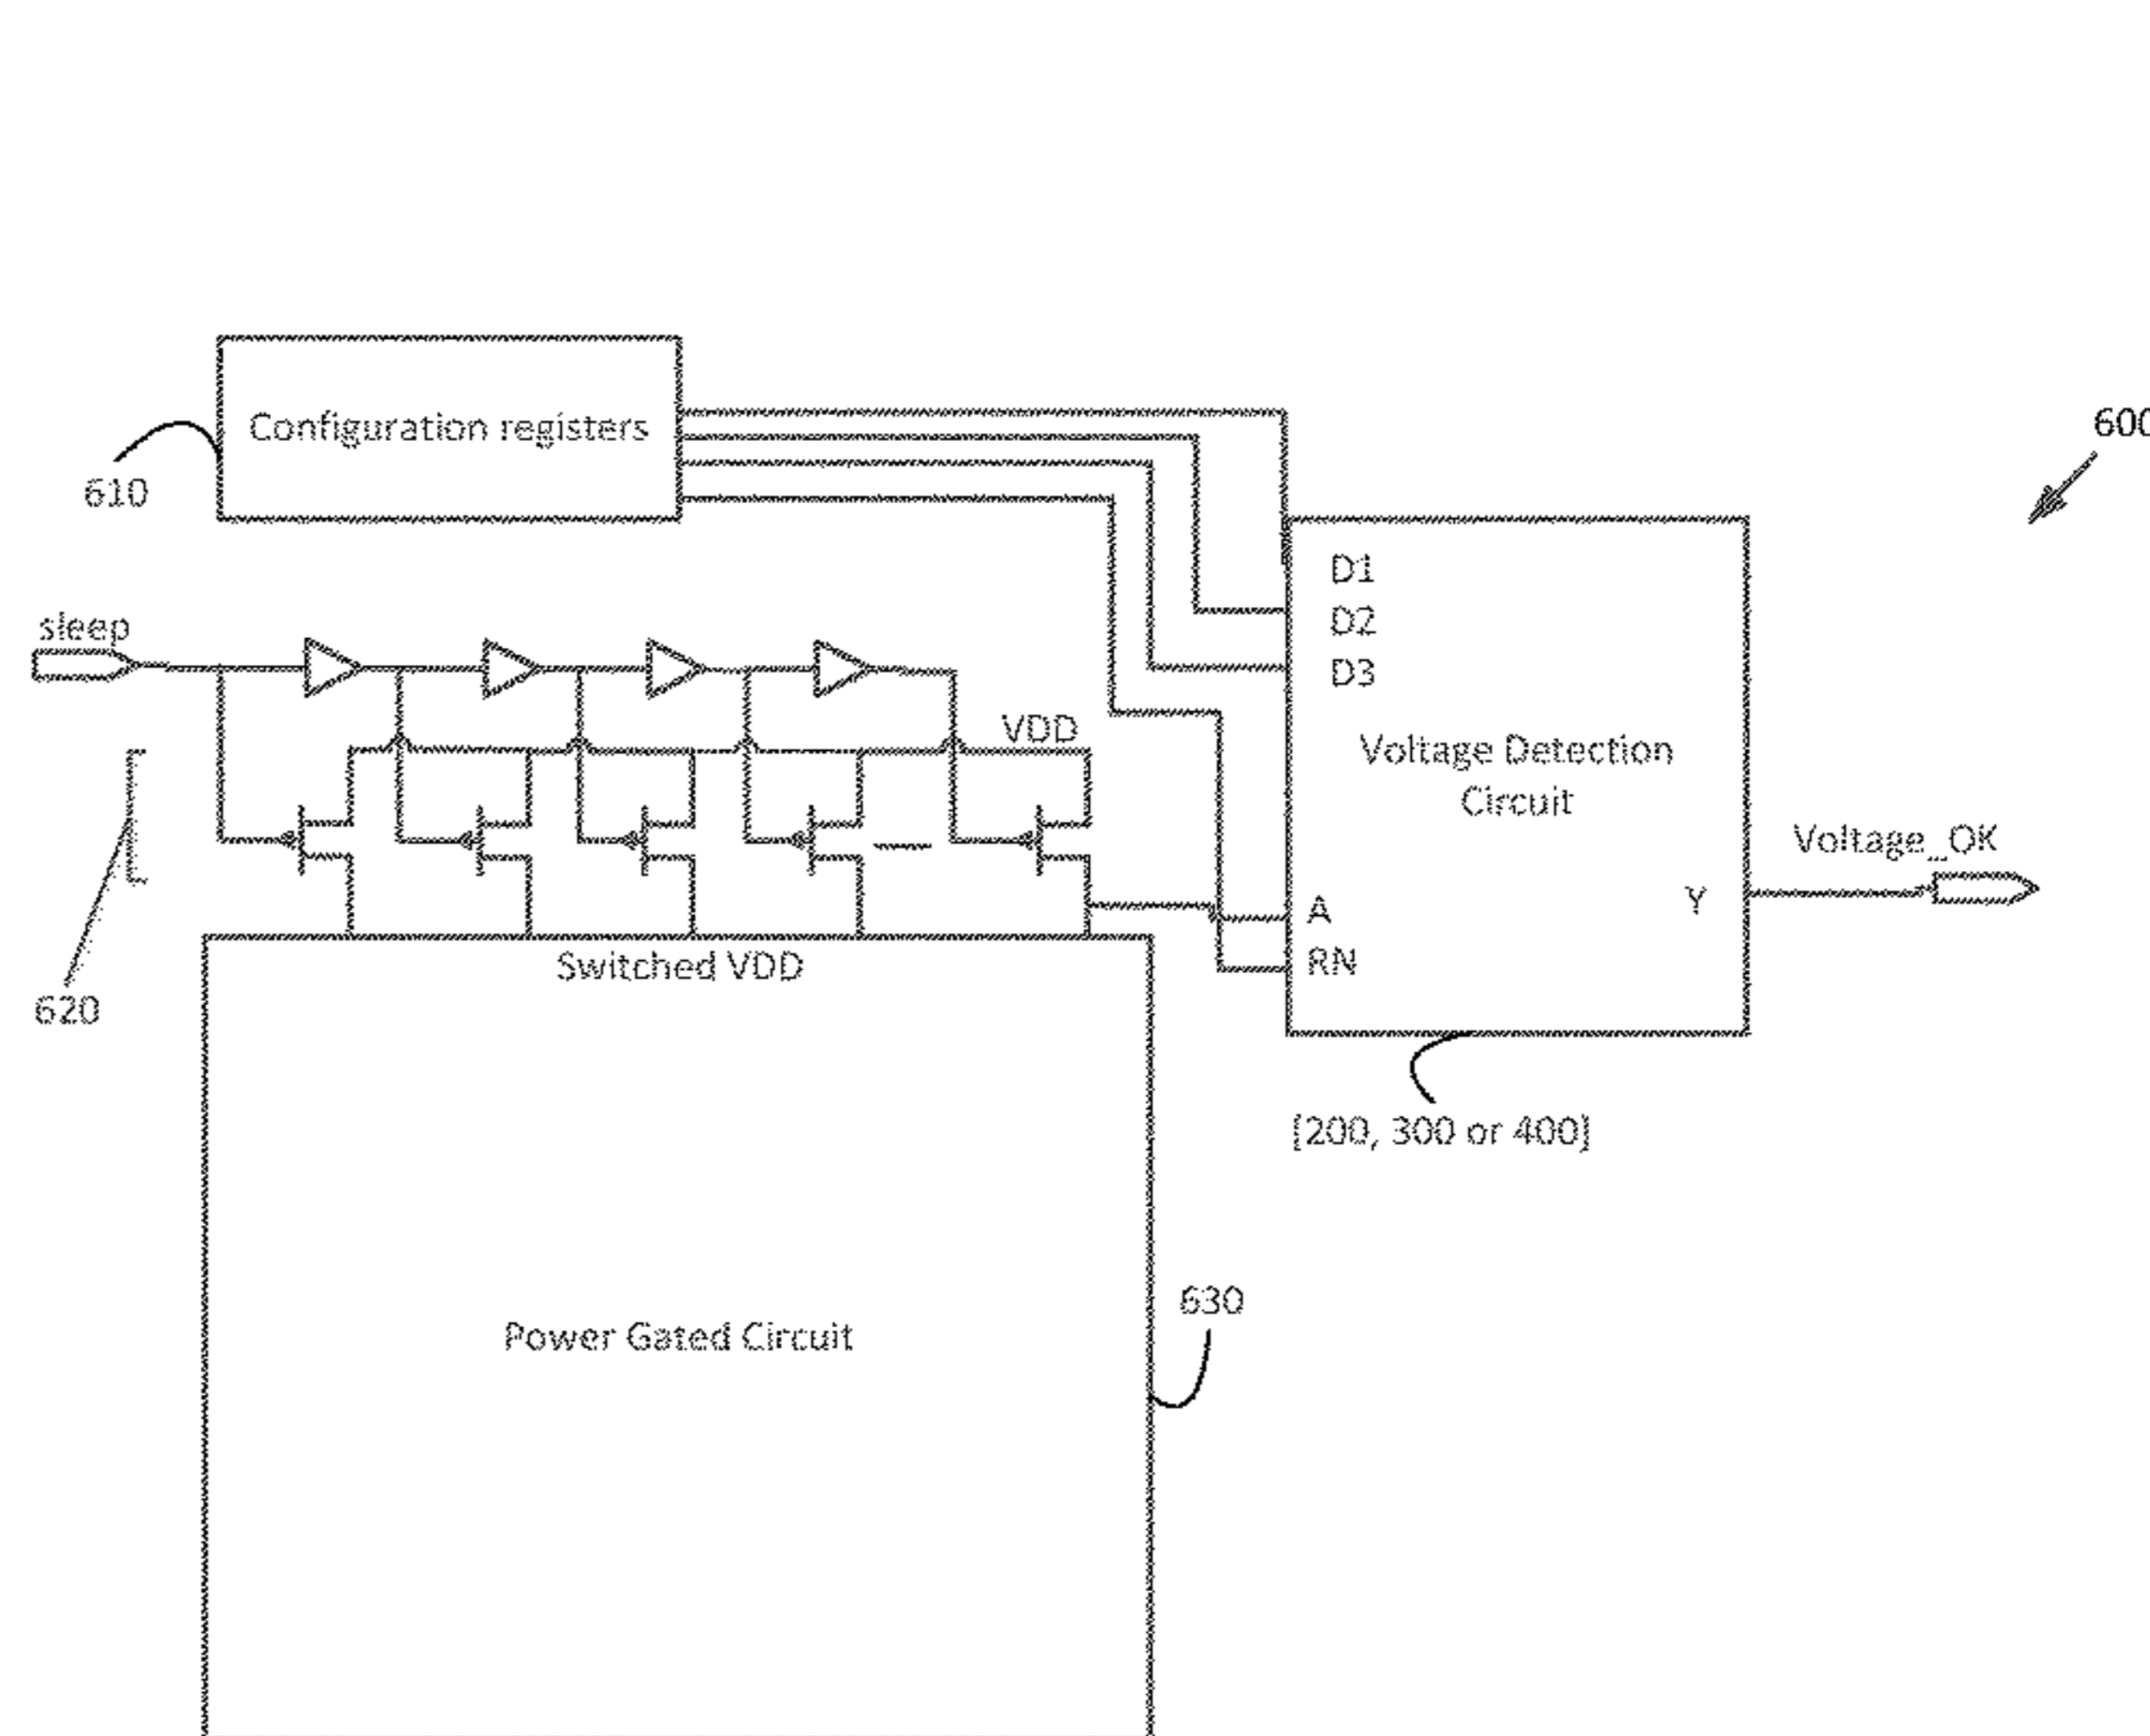 Configuration registers
610
600
D1
D2
D3
sleep
VDD
Voltage Detection
Circuit
Voltage_OK
A
Y
RN
Switched VDD
620
[200, 300 or 400]
630
Power Gated Circuit